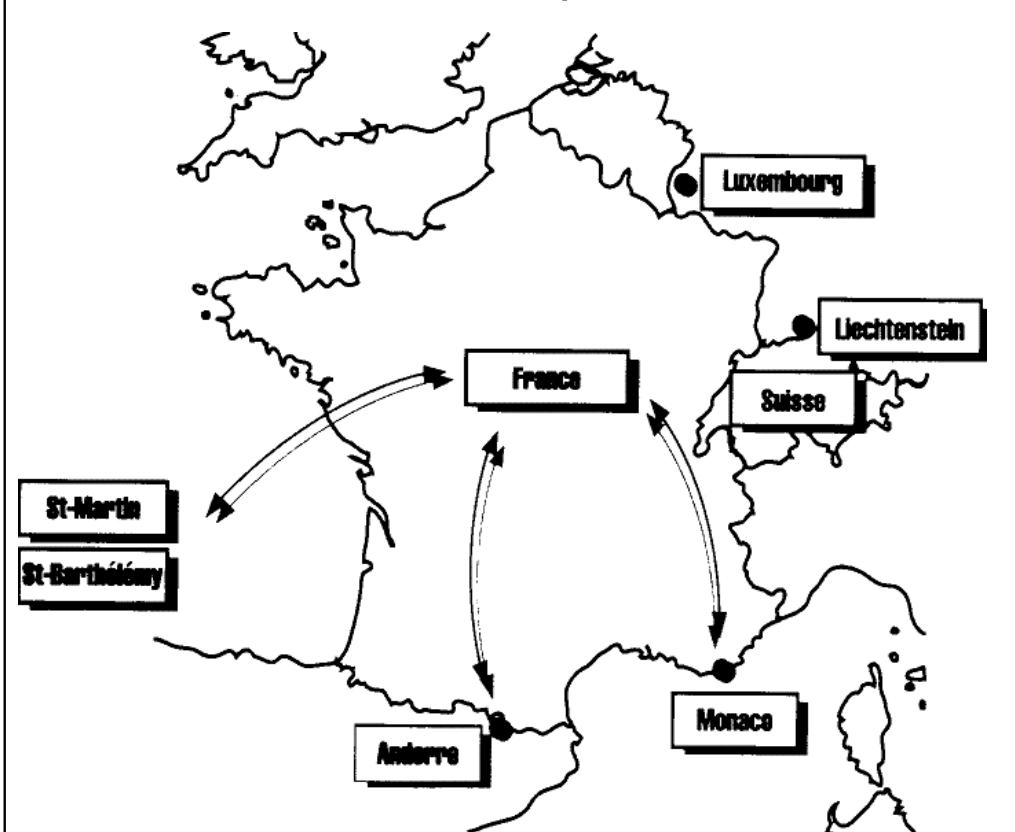 Luxembourg
Liechtenstein
France
Suisse
St-Martin
St-Barthélémy
Monaco
Andorre